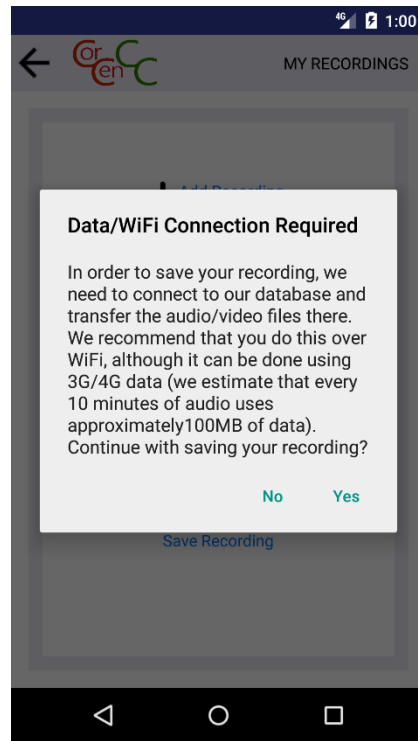 4G 1:00
CorCenCC
MY RECORDINGS
Add Recording
Data/WiFi Connection Required
In order to save your recording, we
need to connect to our database and
transfer the audio/video files there.
We recommend that you do this over
WiFi, although it can be done using
3G/4G data (we estimate that every
10 minutes of audio uses
approximately100MB of data).
Continue with saving your recording?
No Yes
Save Recording